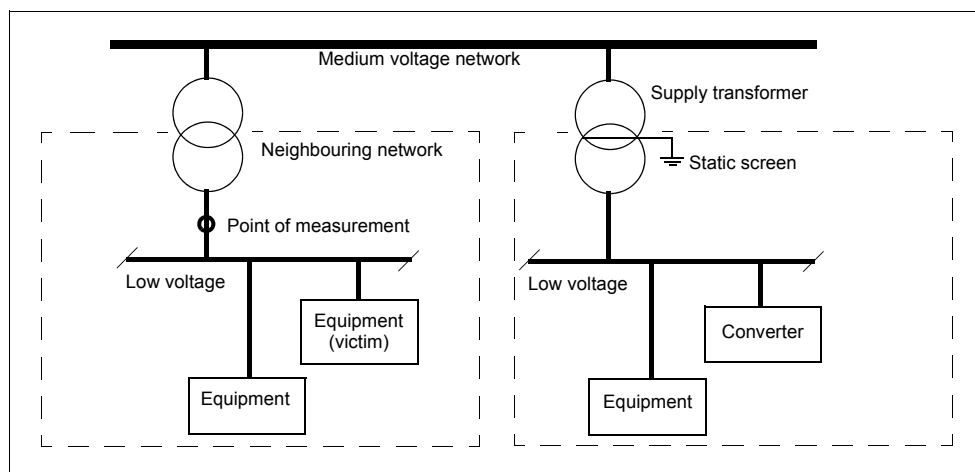 Medium voltage network
Supply transformer
Neighbouring network
Static screen
Point of measurement
Low voltage
Equipment
(victim)
Equipment
Low voltage
Converter
Equipment